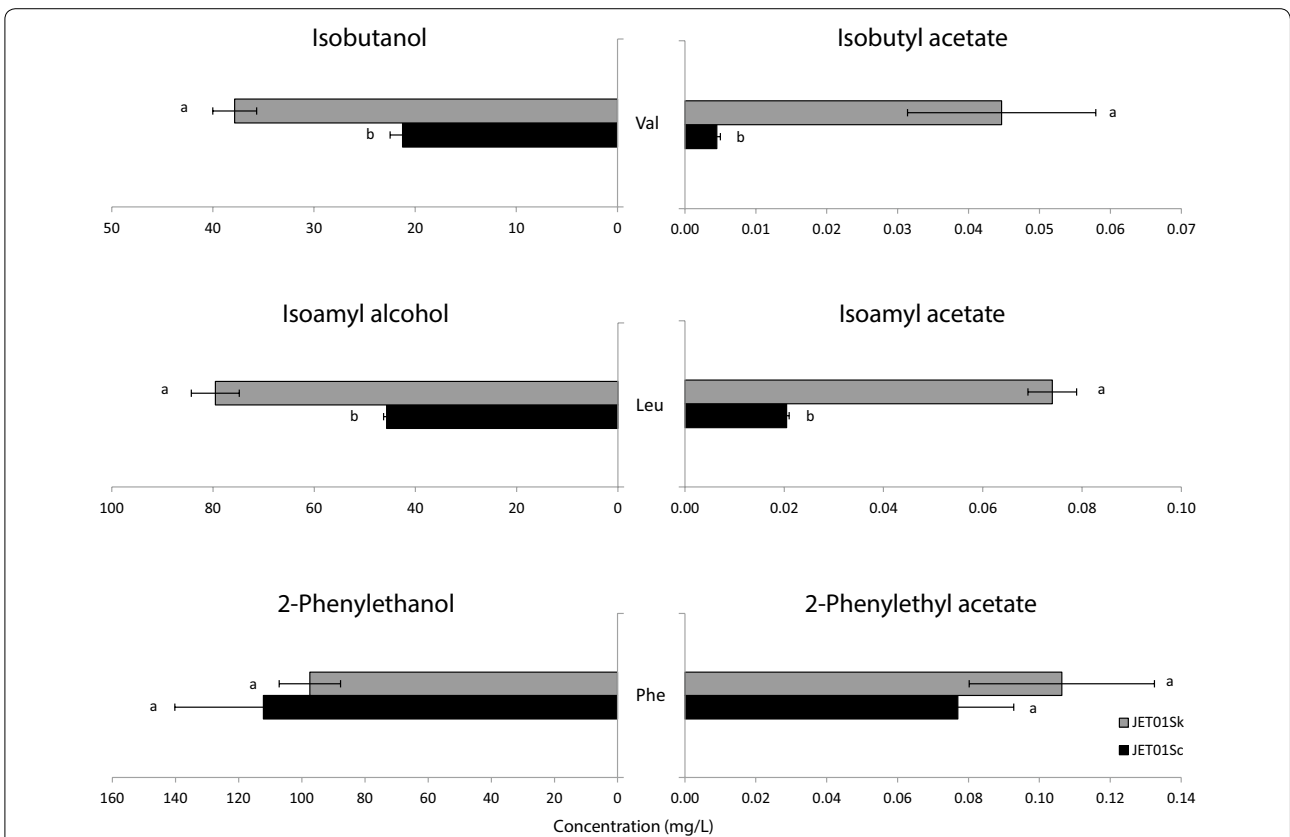 Isobutanol
Isobutyl acetate
a
b
Val
a
b
50 40 30 20 10 0
0.00 0.01 0.02 0.03 0.04 0.05 0.06 0.07
Isoamyl alcohol
Isoamyl acetate
a
b
Leu
a
b
100 80 60 40 20 0
0.00 0.02 0.04 0.06 0.08 0.10
2-Phenylethanol
2-Phenylethyl acetate
a
a
Phe
a
a
JET01Sk
JET01Sc
160 140 120 100 80 60 40 20 0
0.00 0.02 0.04 0.06 0.08 0.10 0.12 0.14
Concentration (mg/L)